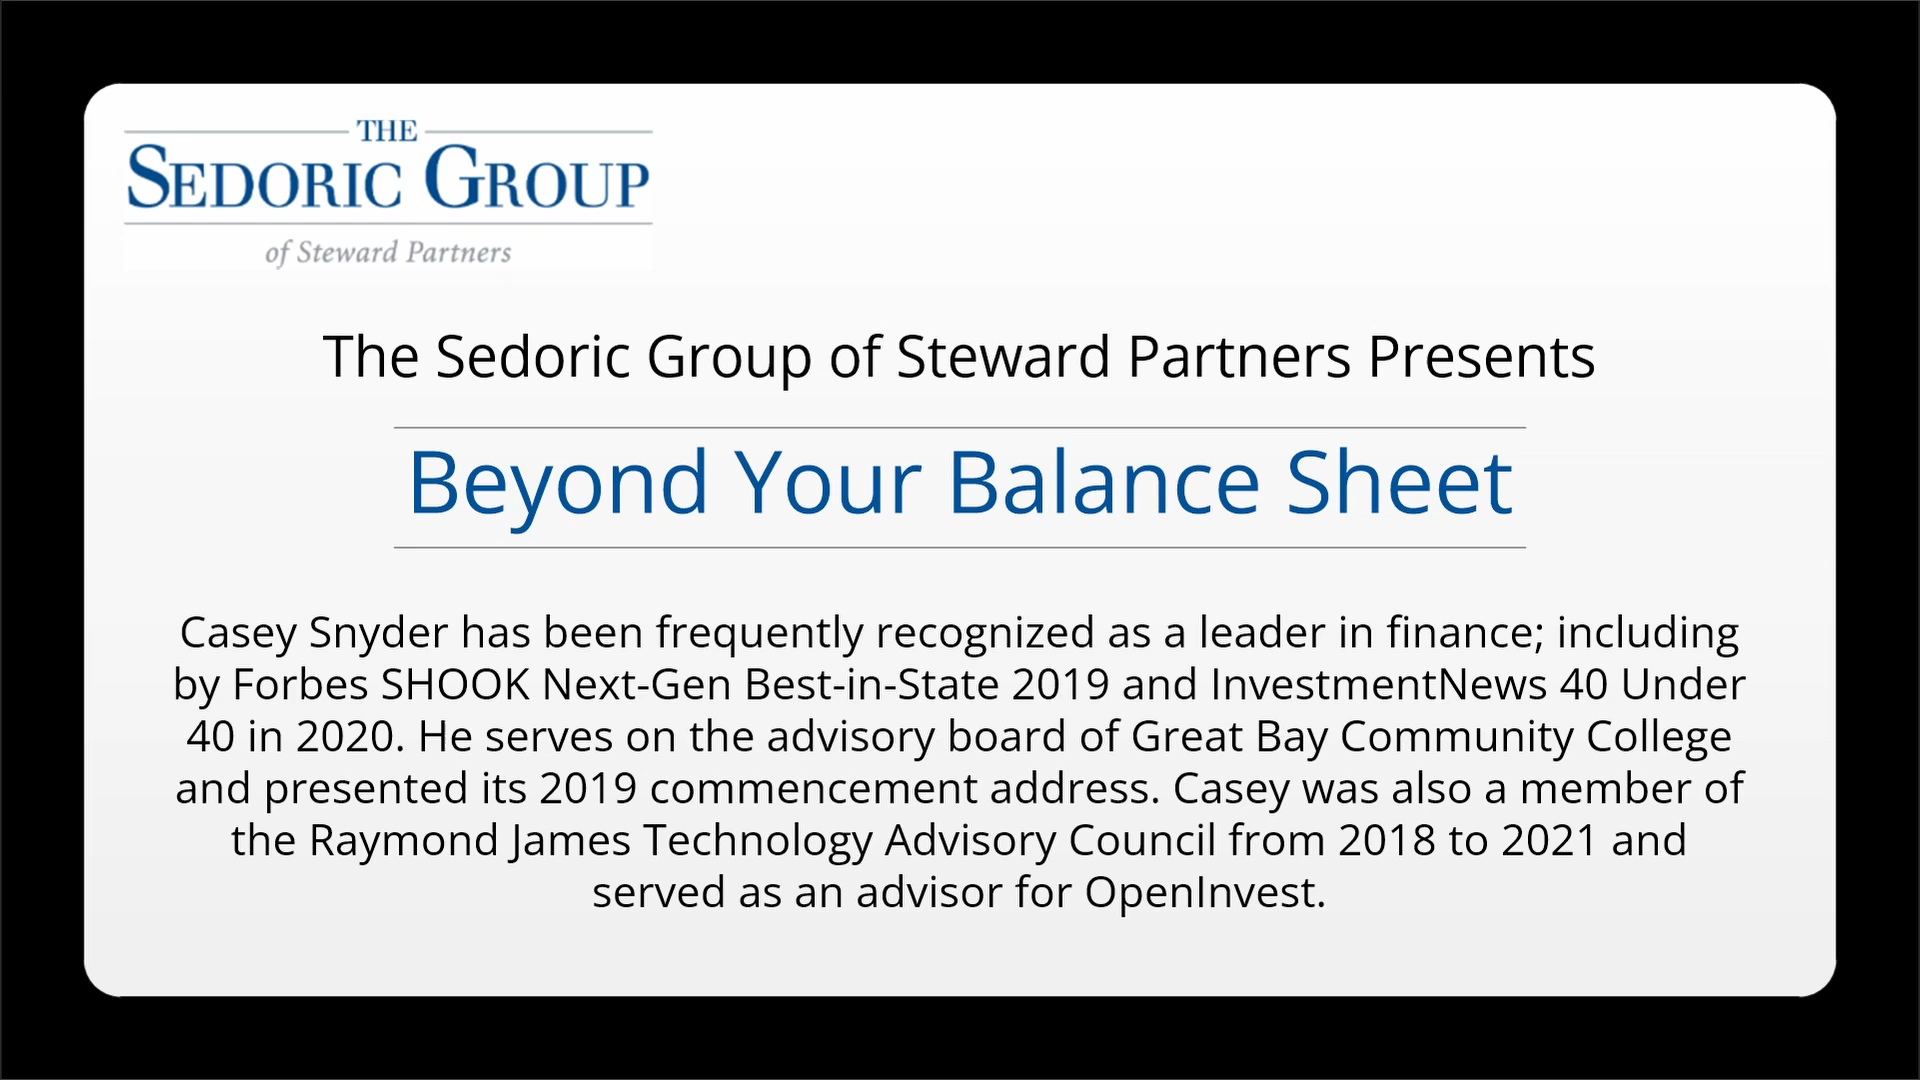 THE
SEDORIC GROUP
of Steward Partners
The Sedoric Group of Steward Partners Presents
Beyond Your Balance Sheet
Casey Snyder has been frequently recognized as a leader in finance; including
by Forbes SHOOK Next-Gen Best-in-State 2019 and InvestmentNews 40 Under
40 in 2020. He serves on the advisory board of Great Bay Community College
and presented its 2019 commencement address. Casey was also a member of
the Raymond James Technology Advisory Council from 2018 to 2021 and
served as an advisor for OpenInvest.